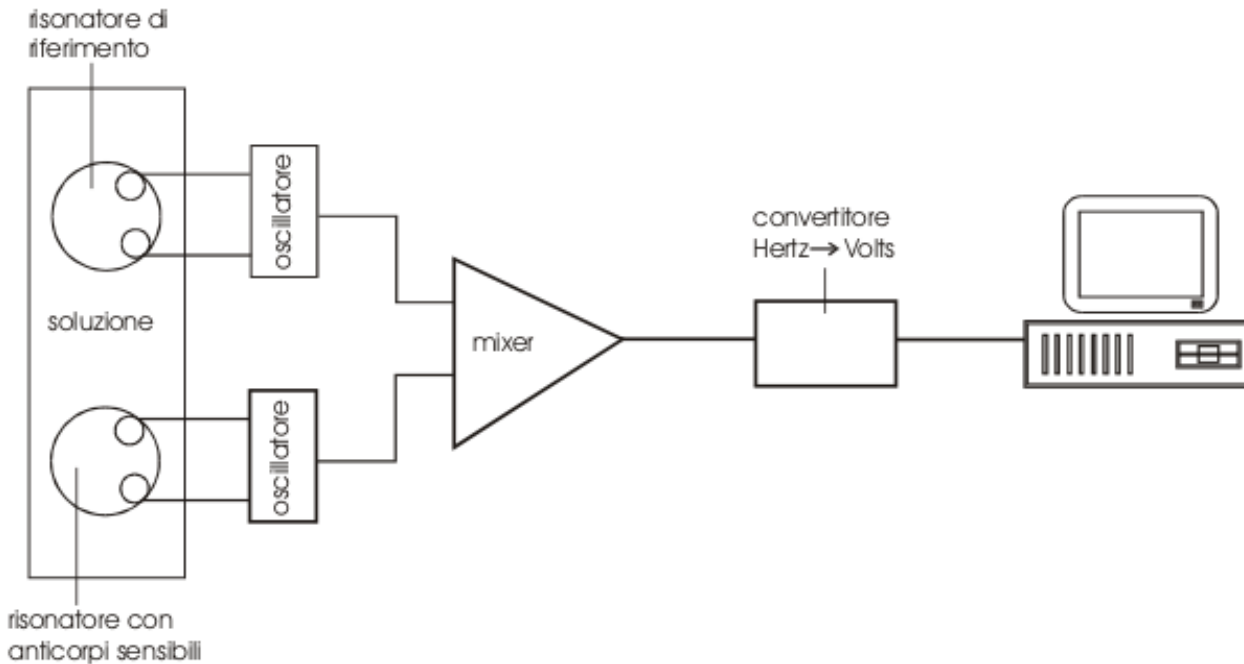 risonatore di
riferimento
oscillatore
soluzione
mixer
convertitore
Hertz→ Volts
oscillatore
risonatore con
anticorpi sensibili